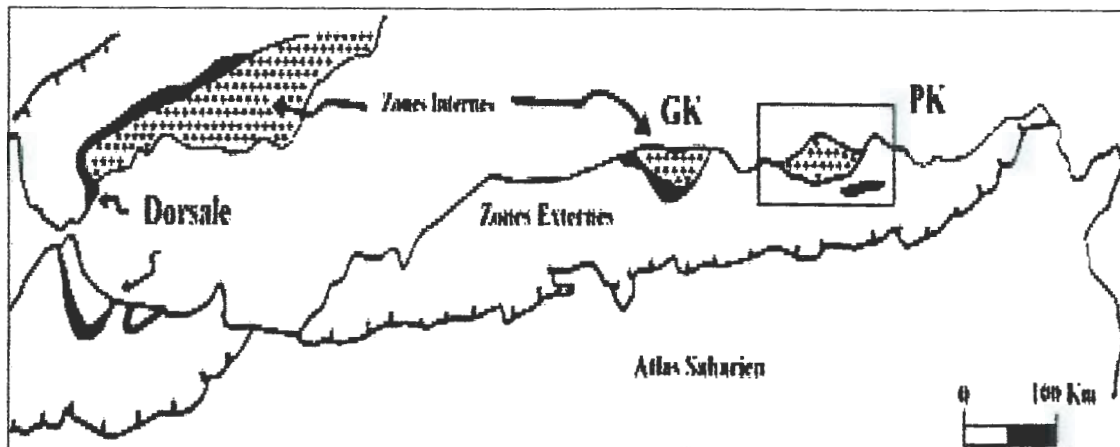 Zones Internes
GK
PK
Dorsale
Zones Externes
Atlas Saharien
0 100 Km